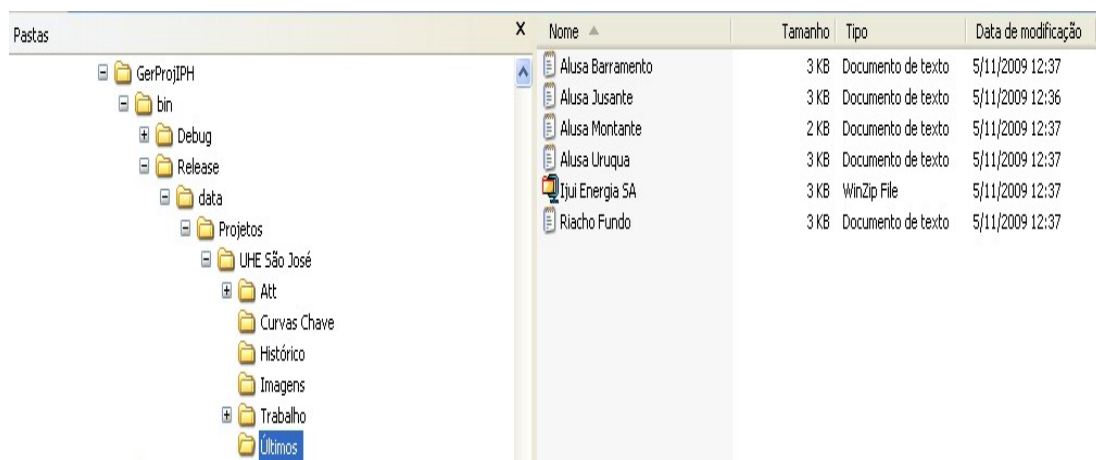 Pastas
X
GerProjIPH
bin
Debug
Release
data
Projetos
UHE São José
Att
Curvas Chave
Histórico
Imagens
Trabalho
Últimos
Nome Tamanho Tipo Data de modificação
Alusa Barramento 3 KB Documento de texto 5/11/2009 12:37
Alusa Jusante 3 KB Documento de texto 5/11/2009 12:36
Alusa Montante 2 KB Documento de texto 5/11/2009 12:37
Alusa Uruqua 3 KB Documento de texto 5/11/2009 12:37
Ijui Energia SA 3 KB WinZip File 5/11/2009 12:37
Riacho Fundo 3 KB Documento de texto 5/11/2009 12:37